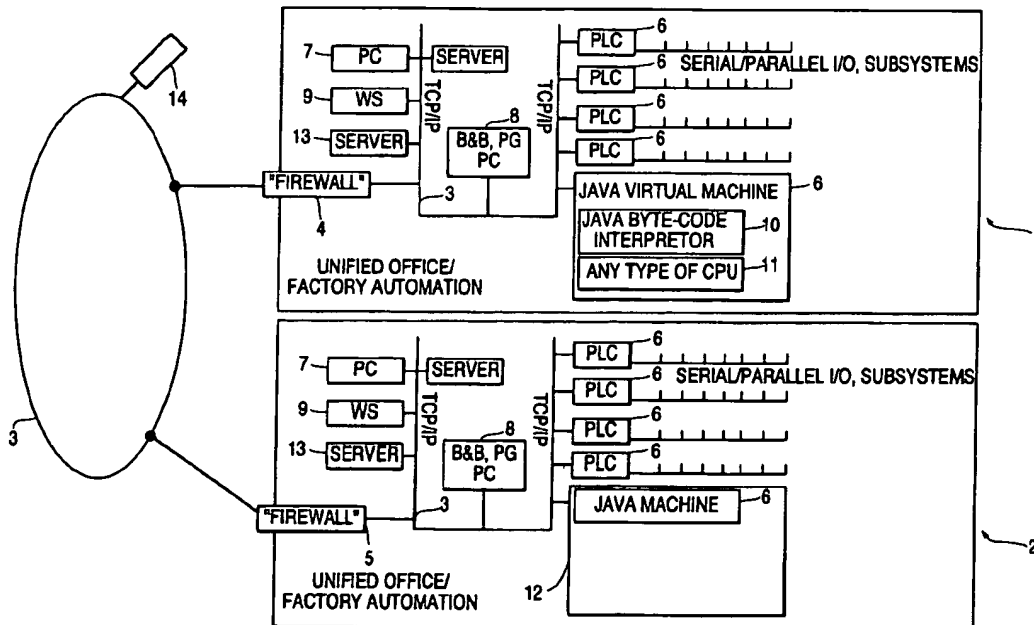 14
7
PC
SERVER
9
WS
13
SERVER
TCP/IP
8
B&B, PG
PC
TCP/IP
6
PLC
6
SERIAL/PARALLEL I/O, SUBSYSTEMS
PLC
6
PLC
6
PLC
"FIREWALL"
4
3
JAVA VIRTUAL MACHINE
6
JAVA BYTE-CODE
INTERPRETOR
10
ANY TYPE OF CPU
11
UNIFIED OFFICE/
FACTORY AUTOMATION
3
7
PC
SERVER
9
WS
13
SERVER
TCP/IP
8
B&B, PG
PC
TCP/IP
6
PLC
6
SERIAL/PARALLEL I/O, SUBSYSTEMS
PLC
6
PLC
6
PLC
"FIREWALL"
5
3
JAVA MACHINE
6
12
2
UNIFIED OFFICE/
FACTORY AUTOMATION